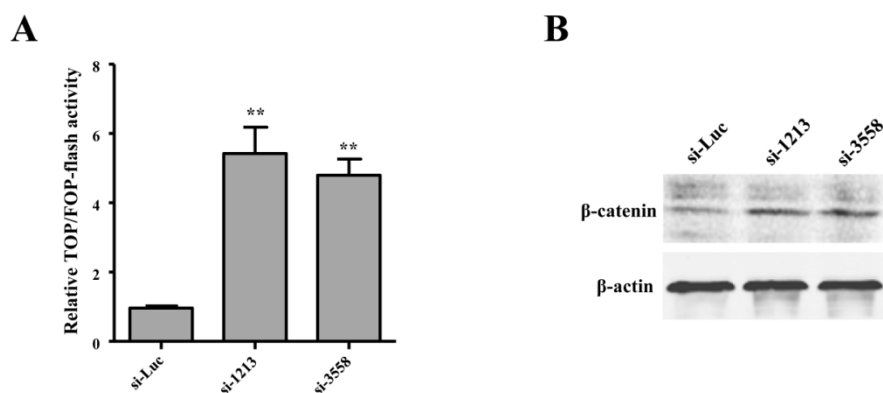 A
Relative TOP/FOP-flash activity
8
6
4
2
0
**
**
si-Luc
si-1213
si-3558
B
si-Luc
si-1213
si-3558
β-catenin
β-actin